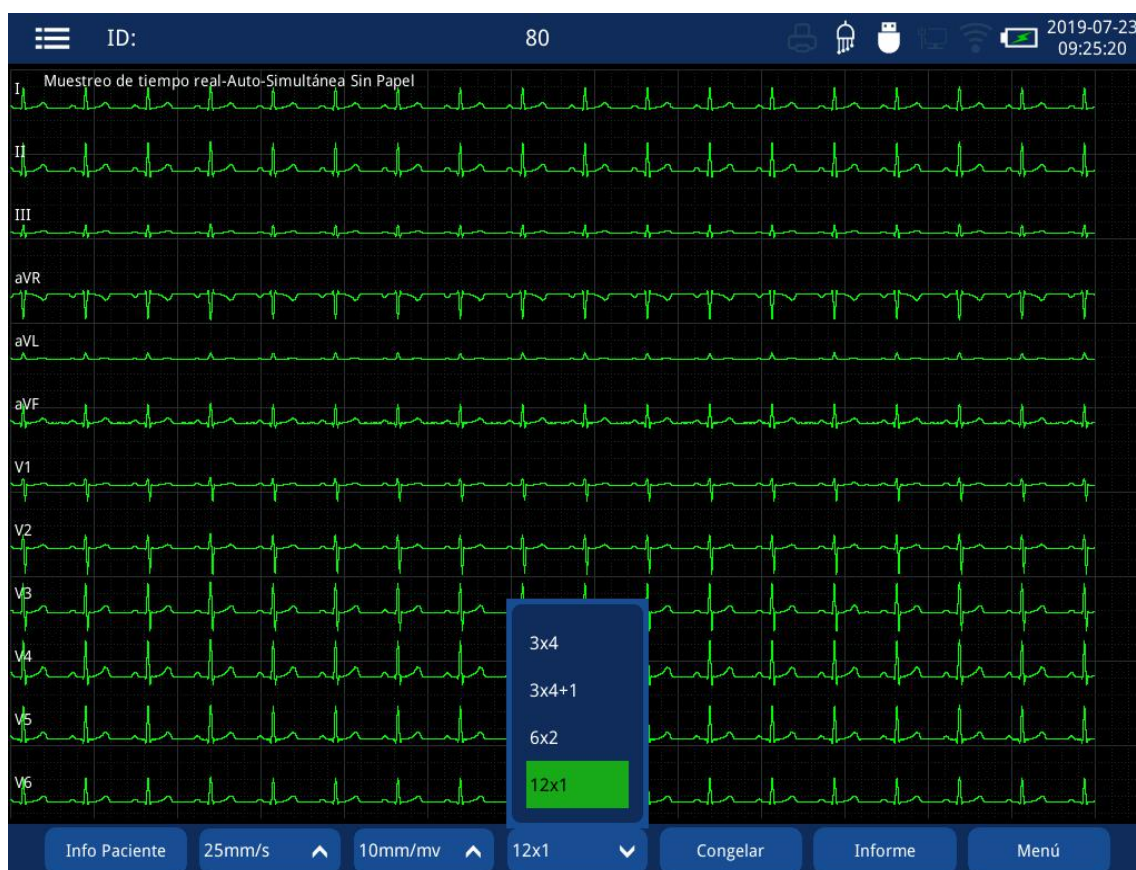 ID:
80
2019-07-23
09:25:20
Muestreo de tiempo real-Auto-Simultánea Sin Papel
I
II
III
aVR
aVL
aVF
V1
V2
V3
V4
V5
V6
3x4
3x4+1
6x2
12x1
Info Paciente
25mm/s
10mm/mv
12x1
Congelar
Informe
Menú